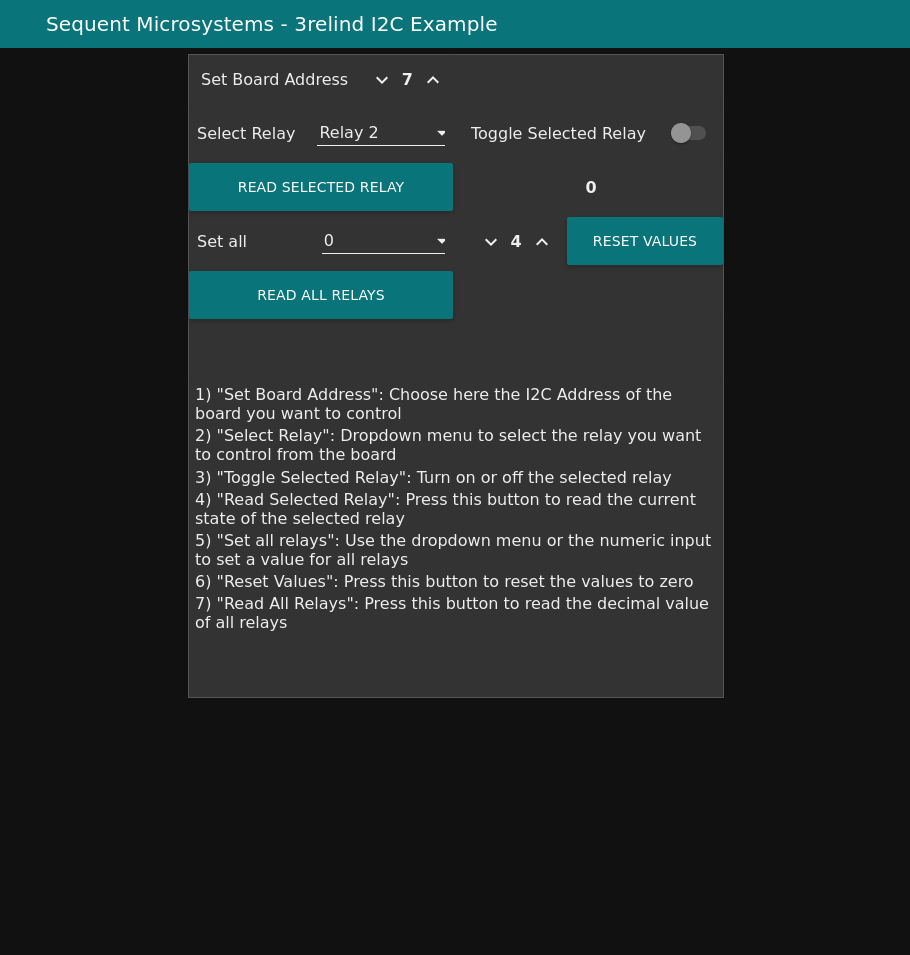 Sequent Microsystems - 3relind I2C Example
Set Board Address 7
Select Relay Relay 2 Toggle Selected Relay
READ SELECTED RELAY 0
Set all 0 4 RESET VALUES
READ ALL RELAYS
1) "Set Board Address": Choose here the I2C Address of the
board you want to control
2) "Select Relay": Dropdown menu to select the relay you want
to control from the board
3) "Toggle Selected Relay": Turn on or off the selected relay
4) "Read Selected Relay": Press this button to read the current
state of the selected relay
5) "Set all relays": Use the dropdown menu or the numeric input
to set a value for all relays
6) "Reset Values": Press this button to reset the values to zero
7) "Read All Relays": Press this button to read the decimal value
of all relays